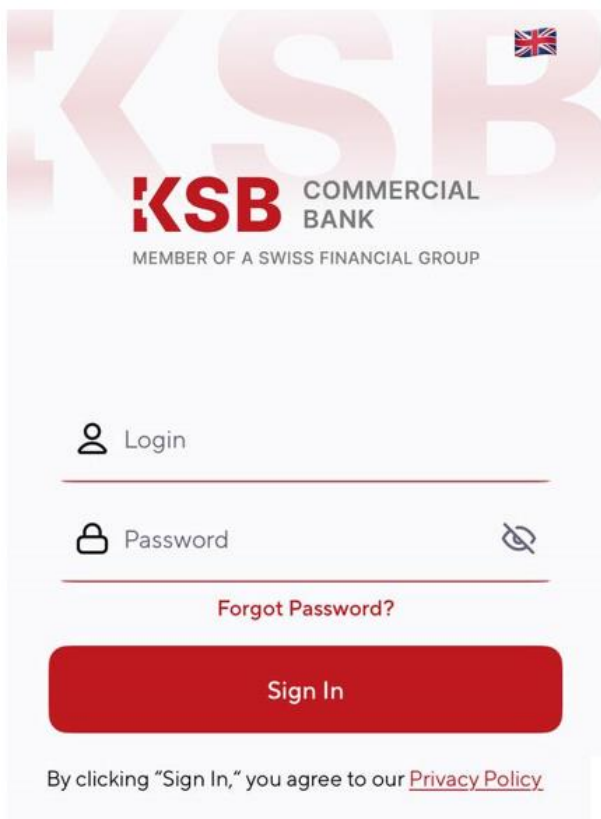 KSB
KSB COMMERCIAL
BANK
MEMBER OF A SWISS FINANCIAL GROUP
Login
Password
Forgot Password?
Sign In
By clicking “Sign In,“ you agree to our Privacy Policy